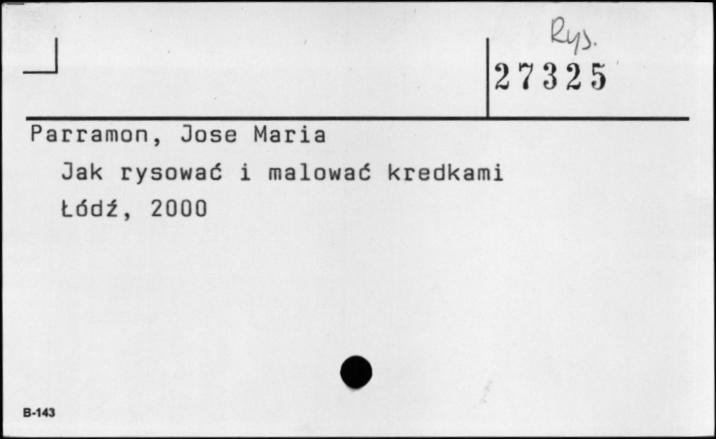 Rys.
27325
Parramon, Jose Maria
Jak rysować i malować kredkami
Łódź, 2000
B-143